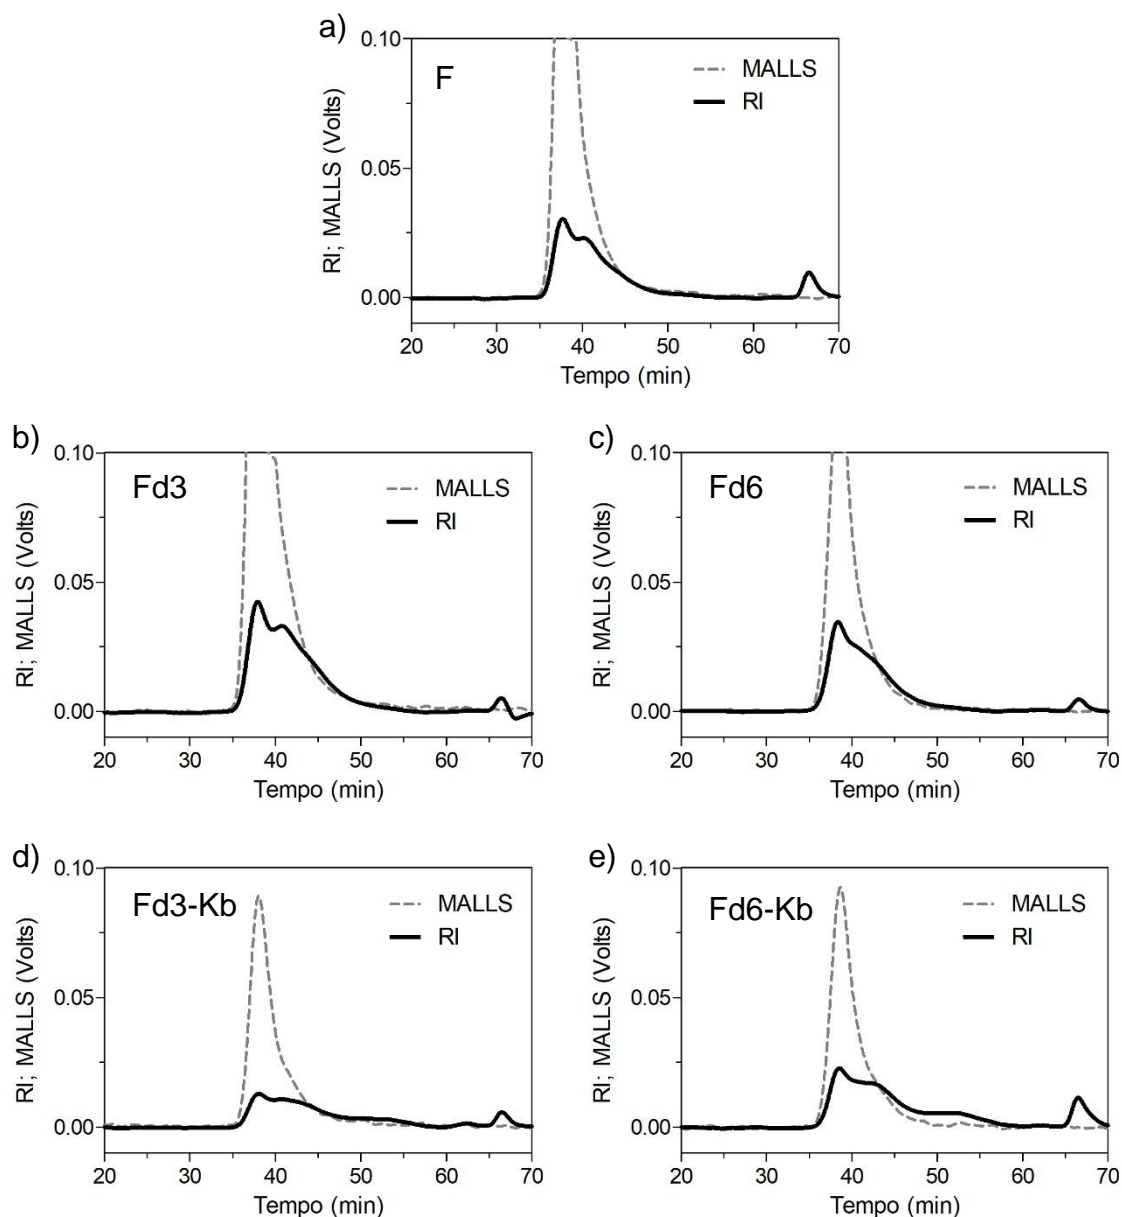 a)
F
MALLS
RI
RI; MALLS (Volts)
0.10
0.05
0.00
20 30 40 50 60 70
Tempo (min)
b)
Fd3
MALLS
RI
RI; MALLS (Volts)
0.10
0.05
0.00
20 30 40 50 60 70
Tempo (min)
c)
Fd6
MALLS
RI
RI; MALLS (Volts)
0.10
0.05
0.00
20 30 40 50 60 70
Tempo (min)
d)
Fd3-Kb
MALLS
RI
RI; MALLS (Volts)
0.10
0.05
0.00
20 30 40 50 60 70
Tempo (min)
e)
Fd6-Kb
MALLS
RI
RI; MALLS (Volts)
0.10
0.05
0.00
20 30 40 50 60 70
Tempo (min)